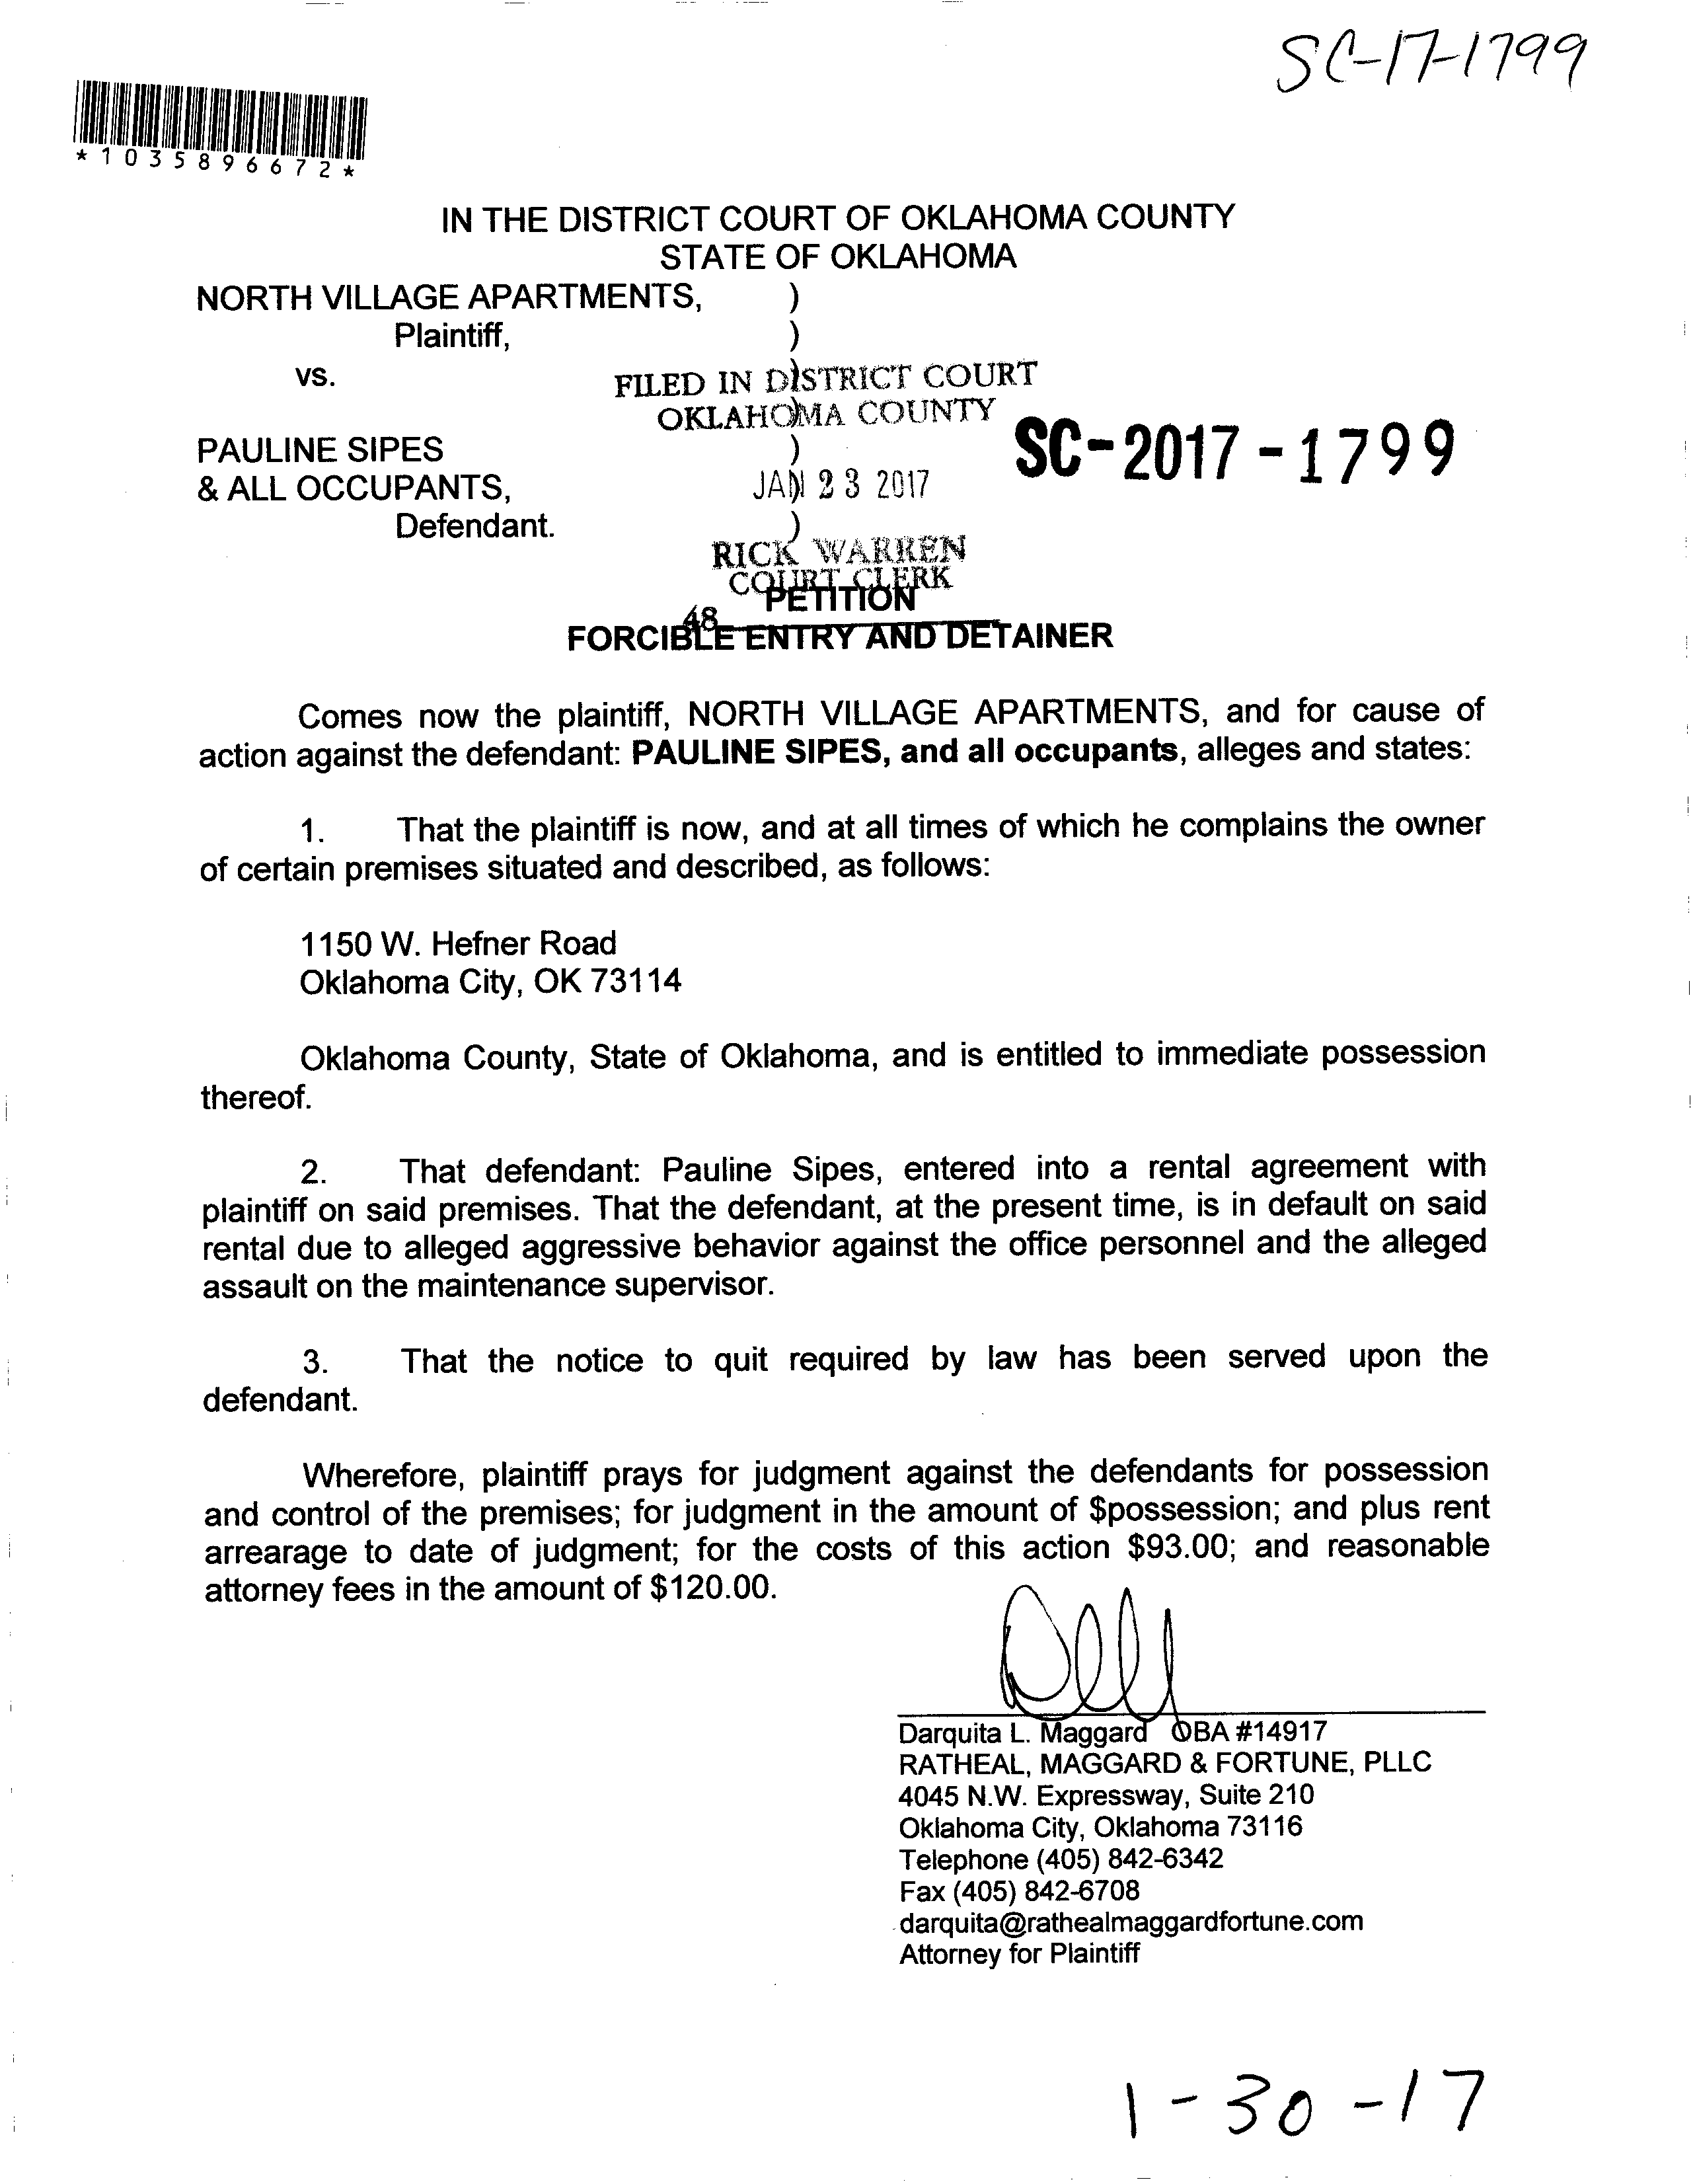 SC-17-1799
*1035896672*
IN THE DISTRICT COURT OF OKLAHOMA COUNTY
STATE OF OKLAHOMA
NORTH VILLAGE APARTMENTS, )
Plaintiff, )
vs. )
FILED IN DISTRICT COURT
OKLAHOMA COUNTY
SC-2017-1799
PAULINE SIPES )
& ALL OCCUPANTS, )
JAN 23 2017
Defendant. )
RICK WARREN
COURT CLERK
48
PETITION
FORCIBLE ENTRY AND DETAINER
Comes now the plaintiff, NORTH VILLAGE APARTMENTS, and for cause of
action against the defendant: PAULINE SIPES, and all occupants, alleges and states:
1. That the plaintiff is now, and at all times of which he complains the owner
of certain premises situated and described, as follows:
1150 W. Hefner Road
Oklahoma City, OK 73114
Oklahoma County, State of Oklahoma, and is entitled to immediate possession
thereof.
2. That defendant: Pauline Sipes, entered into a rental agreement with
plaintiff on said premises. That the defendant, at the present time, is in default on said
rental due to alleged aggressive behavior against the office personnel and the alleged
assault on the maintenance supervisor.
3. That the notice to quit required by law has been served upon the
defendant.
Wherefore, plaintiff prays for judgment against the defendants for possession
and control of the premises; for judgment in the amount of $possession; and plus rent
arrearage to date of judgment; for the costs of this action $93.00; and reasonable
attorney fees in the amount of $120.00.
Darquita L. Maggard OBA #14917
RATHEAL, MAGGARD & FORTUNE, PLLC
4045 N.W. Expressway, Suite 210
Oklahoma City, Oklahoma 73116
Telephone (405) 842-6342
Fax (405) 842-6708
darquita@rathealmaggardfortune.com
Attorney for Plaintiff
1-30-17